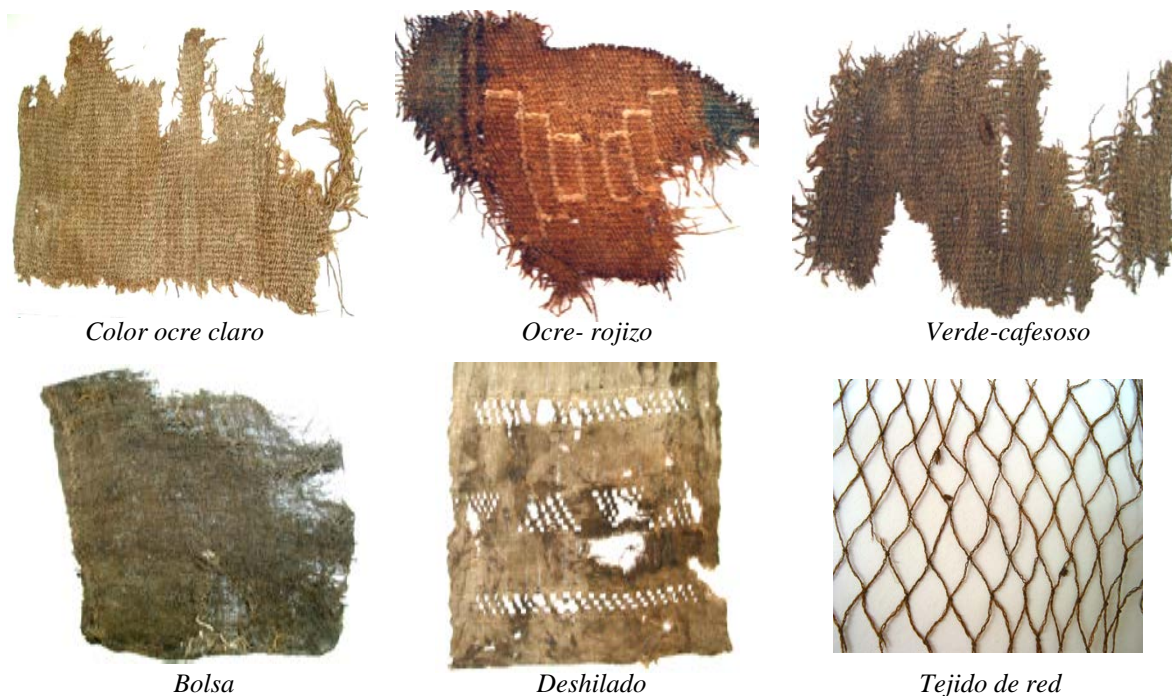 Color ocre claro
Ocre- rojizo
Verde-cafesoso
Bolsa
Deshilado
Tejido de red